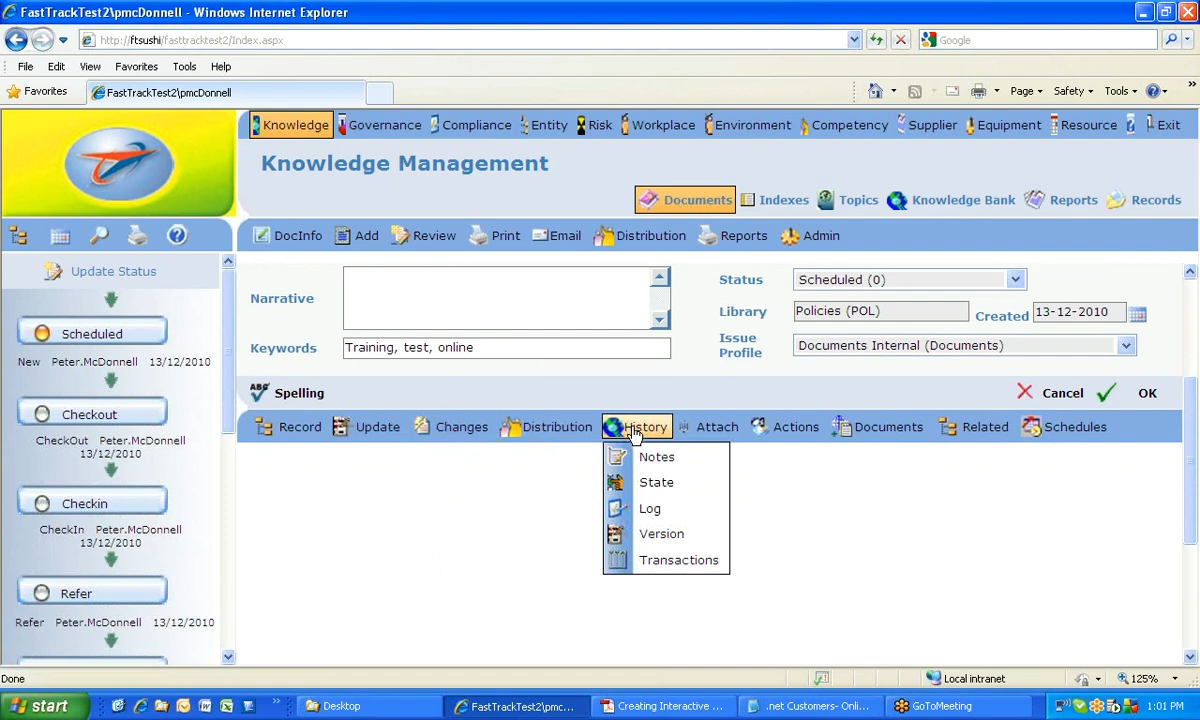 FastTrackTest2\pmcDonnell - Windows Internet Explorer
http://ftsushi/fasttracktest2/Index.aspx
Google
File Edit View Favorites Tools Help
Favorites FastTrackTest2\pmcDonnell Page Safety Tools
Knowledge Governance Compliance Entity Risk Workplace Environment Competency Supplier Equipment Resource Exit
Knowledge Management
Documents Indexes Topics Knowledge Bank Reports Records
DocInfo Add Review Print Email Distribution Reports Admin
Update Status
Scheduled
New Peter.McDonnell 13/12/2010
Checkout
CheckOut Peter.McDonnell
13/12/2010
Checkin
CheckIn Peter.McDonnell
13/12/2010
Refer
Refer Peter.McDonnell 13/12/2010
Narrative
Status Scheduled (0)
Library Policies (POL) Created 13-12-2010
Keywords Training, test, online
Issue
Profile Documents Internal (Documents)
ABC Spelling Cancel OK
Record Update Changes Distribution History Attach Actions Documents Related Schedules
Notes
State
Log
Version
Transactions
Done Local intranet 125%
start Desktop FastTrackTest2\pmc... Creating Interactive ... .net Customers- Onli... GoToMeeting 1:01 PM